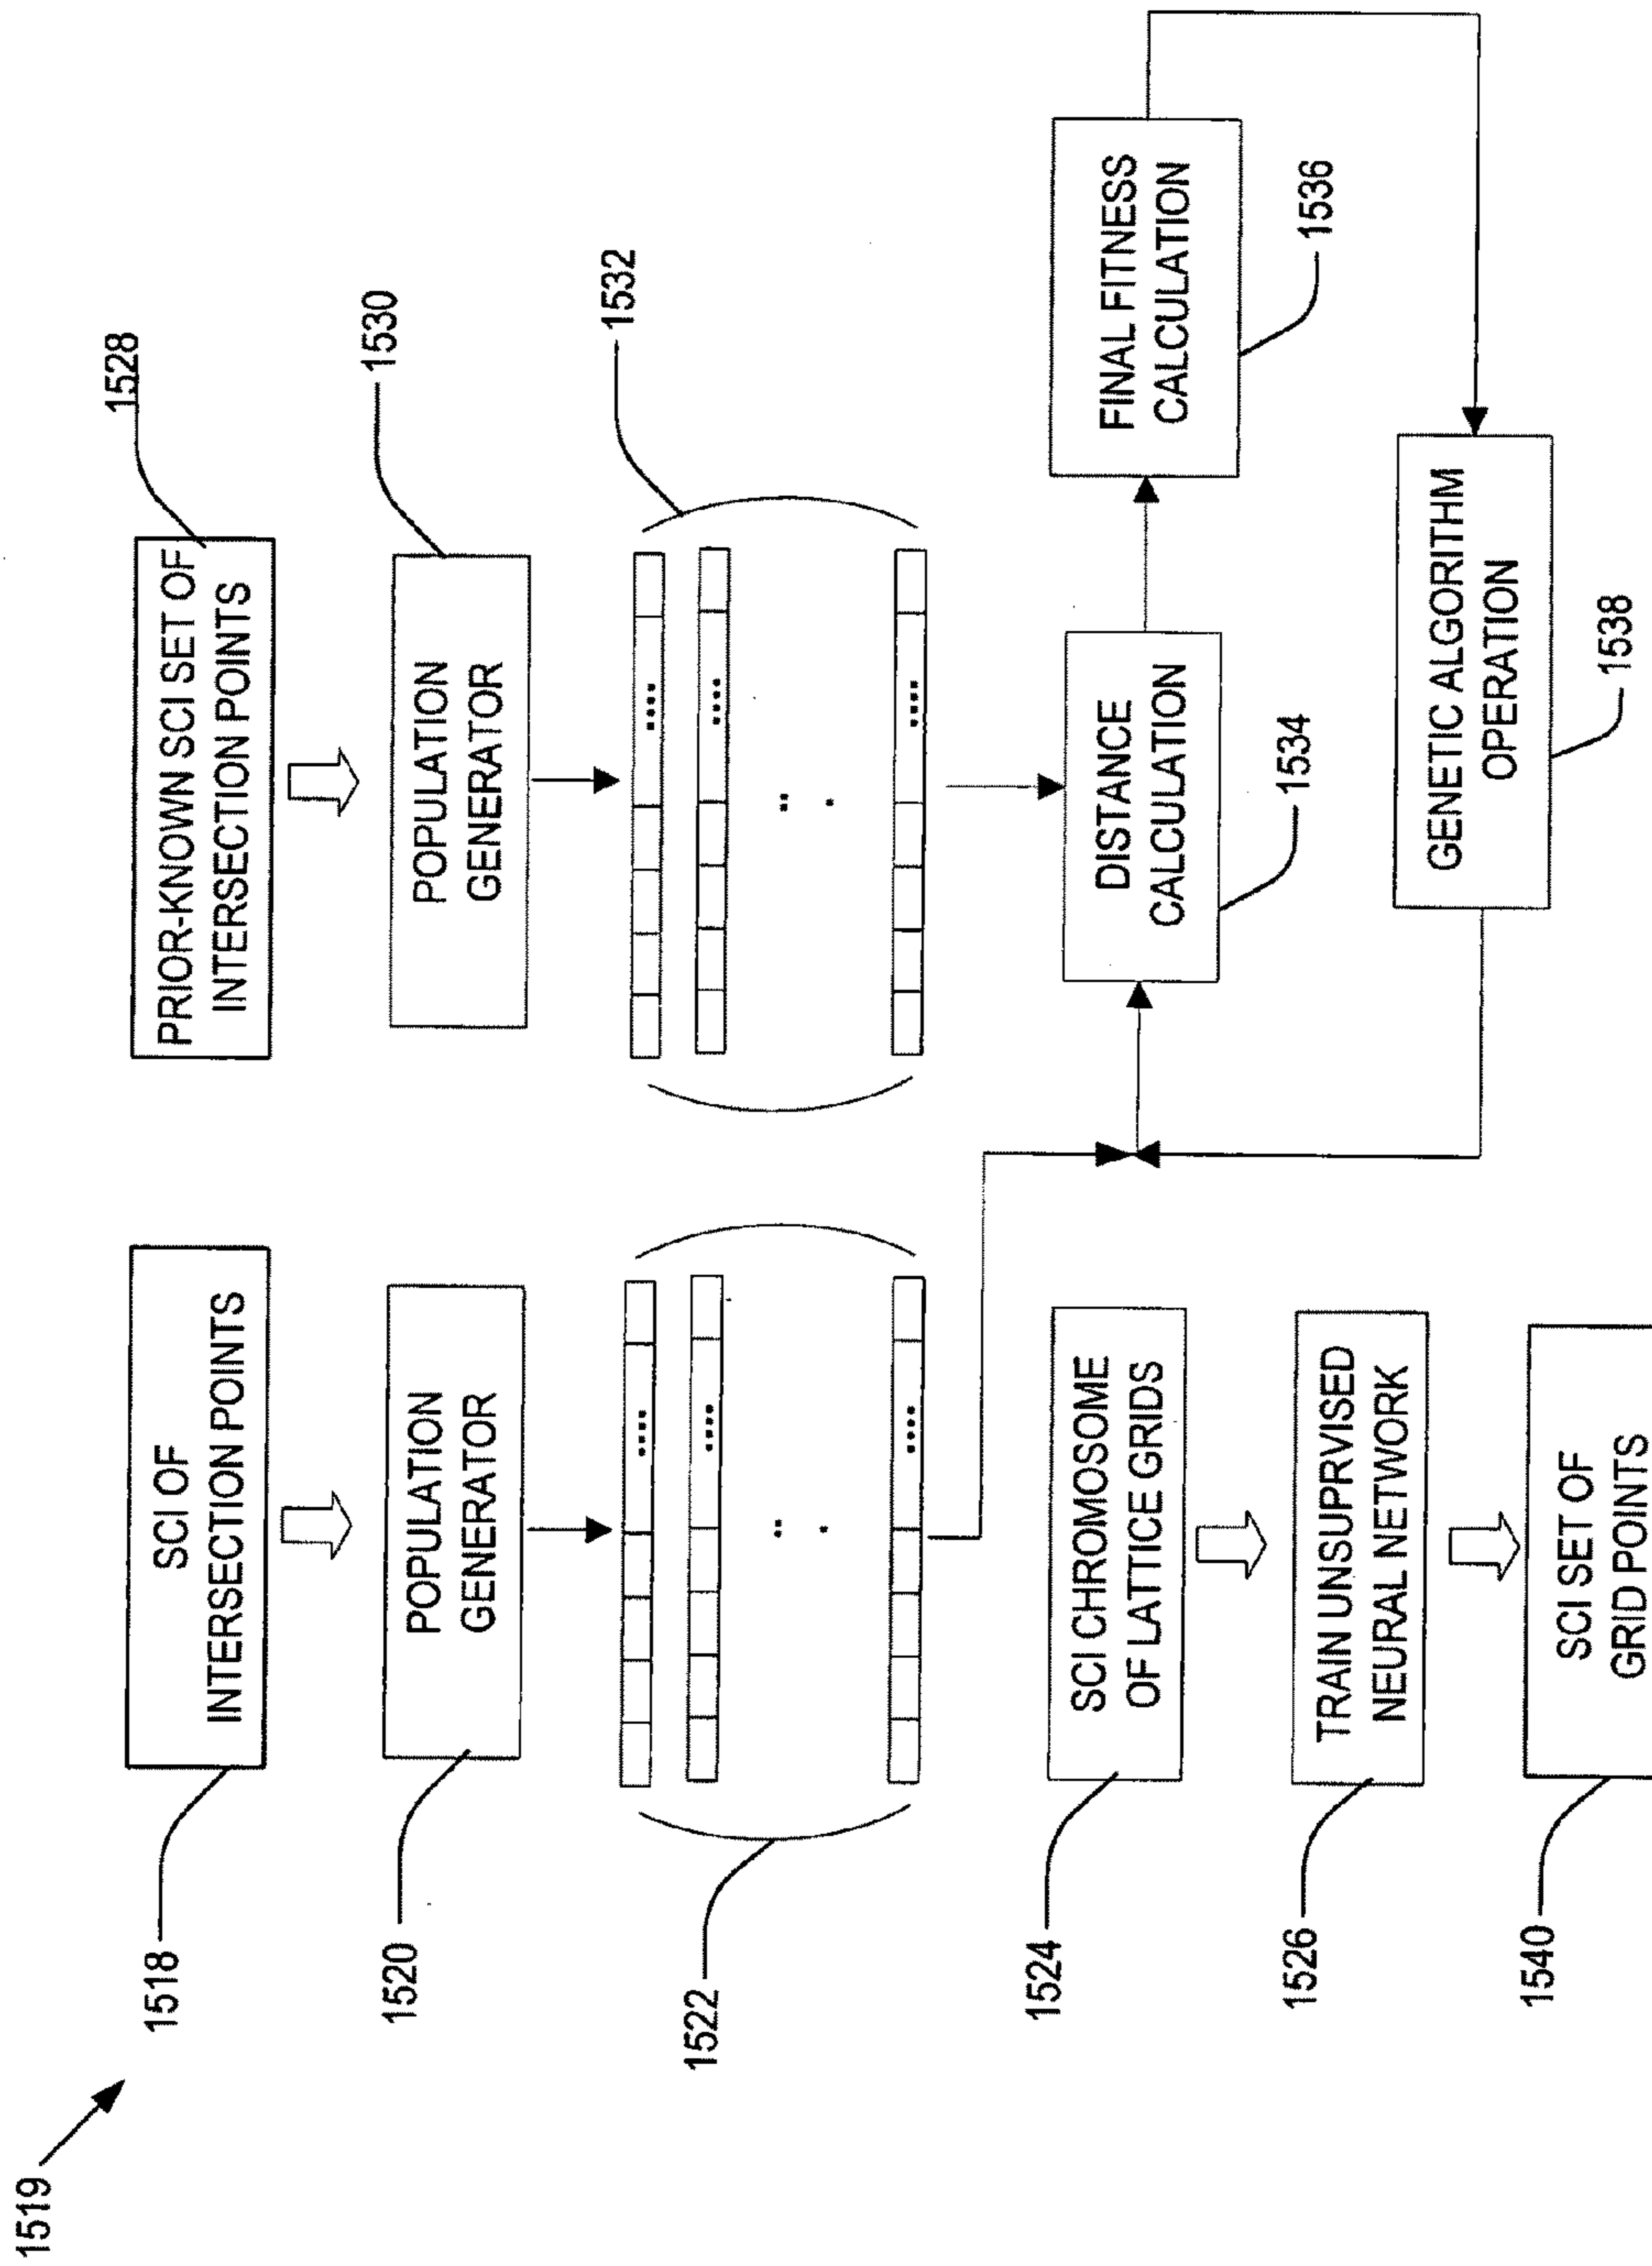 1519
1518
SCI OF
INTERSECTION POINTS
1520
POPULATION
GENERATOR
....
....
....
1522
1528
PRIOR-KNOWN SCI SET OF
INTERSECTION POINTS
1530
POPULATION
GENERATOR
....
....
....
1532
1524
SCI CHROMOSOME
OF LATTICE GRIDS
1526
TRAIN UNSUPRVISED
NEURAL NETWORK
1540
SCI SET OF
GRID POINTS
DISTANCE
CALCULATION
1534
FINAL FITNESS
CALCULATION
1536
GENETIC ALGORITHM
OPERATION
1538